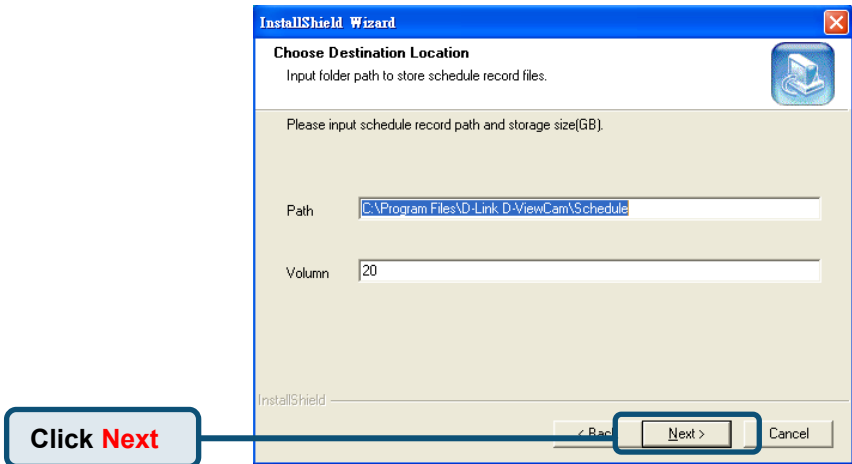 InstallShield Wizard
Choose Destination Location
Input folder path to store schedule record files.
Please input schedule record path and storage size(GB).
Path
C:\Program Files\D-Link D-ViewCam\Schedule
Volumn
20
InstallShield
Click Next
< Back
Next >
Cancel